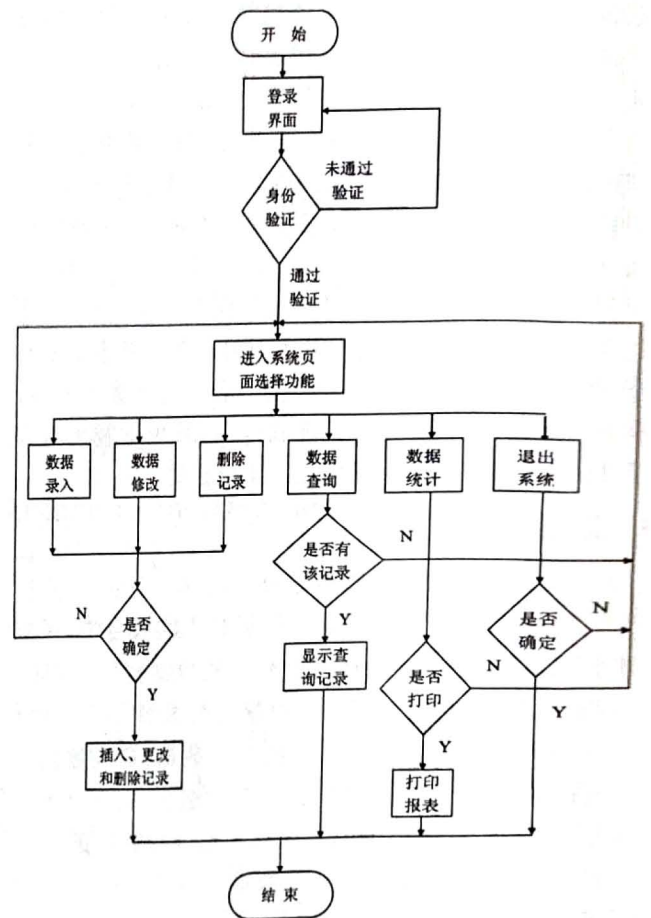 开 始
登录
界面
未通过
验证
身份
验证
通过
验证
进入系统页
面选择功能
数据
录入
数据
修改
删除
记录
数据
查询
数据
统计
退出
系统
是否有
该记录
N
N
是否
确定
Y
是否
确定
N
Y
显示查
询记录
是否
打印
N
Y
Y
插入、更改
和删除记录
打印
报表
结 束